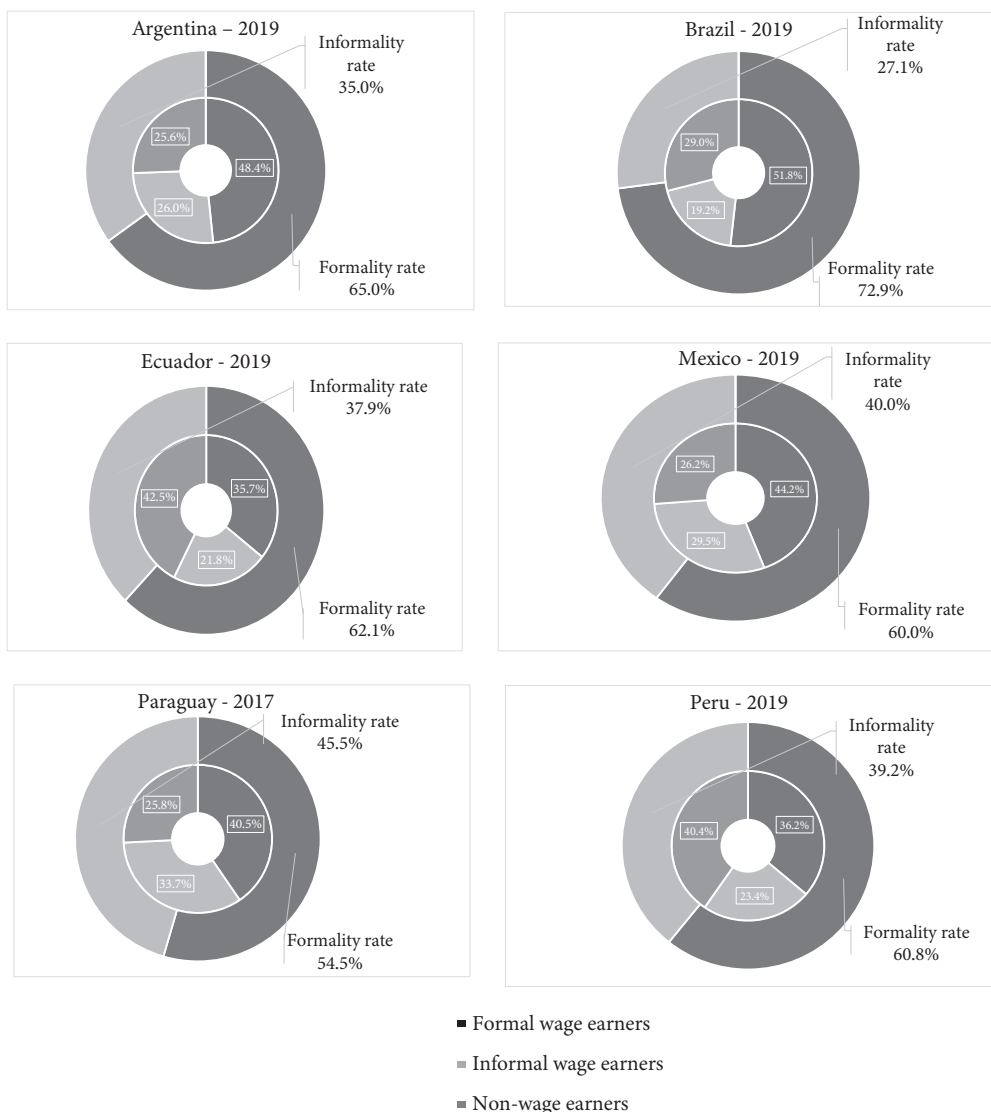 Argentina – 2019
Informality
rate
35.0%
25.6%
48.4%
26.0%
Formality rate
65.0%
Brazil - 2019
Informality
rate
27.1%
29.0%
51.8%
19.2%
Formality rate
72.9%
Ecuador - 2019
Informality rate
37.9%
42.5%
35.7%
21.8%
Formality rate
62.1%
Mexico - 2019
Informality
rate
40.0%
26.2%
44.2%
29.5%
Formality rate
60.0%
Paraguay - 2017
Informality rate
45.5%
25.8%
40.5%
33.7%
Formality rate
54.5%
Peru - 2019
Informality
rate
39.2%
40.4%
36.2%
23.4%
Formality rate
60.8%
Formal wage earners
Informal wage earners
Non-wage earners